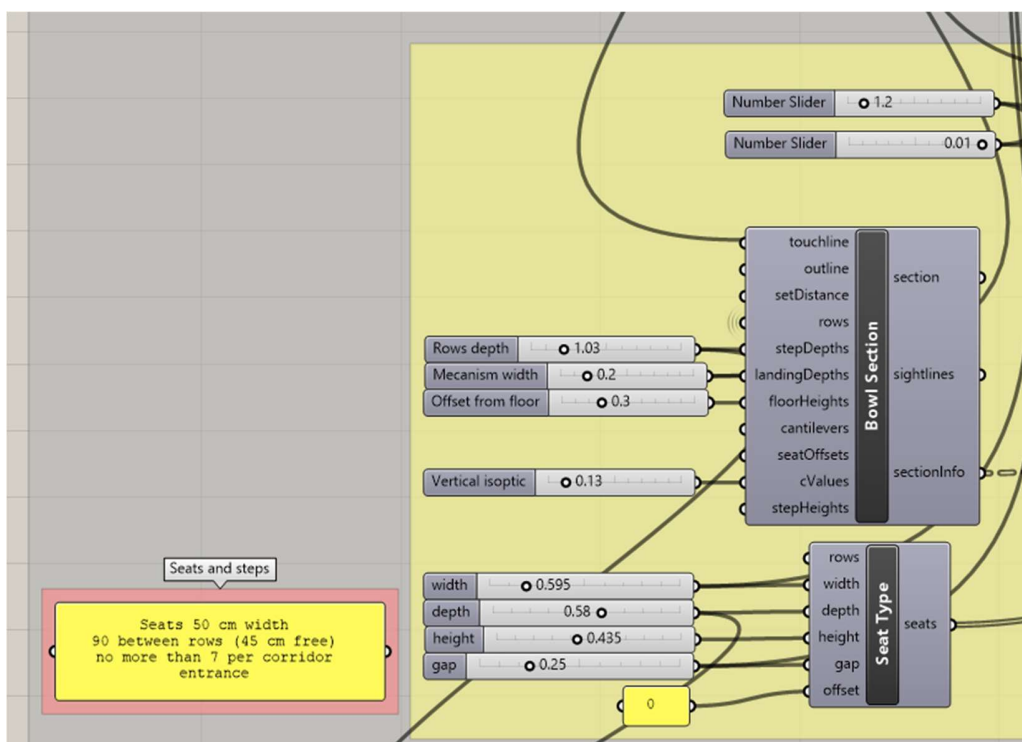 Number Slider 1.2
Number Slider 0.01
touchline
outline
setDistance
rows
stepDepths
landingDepths
floorHeights
cantilevers
seatOffsets
cValues
stepHeights
Bowl Section
section
sightlines
sectionInfo
Rows depth 1.03
Mecanism width 0.2
Offset from floor 0.3
Vertical isoptic 0.13
Seats and steps
Seats 50 cm width
90 between rows (45 cm free)
no more than 7 per corridor
entrance
width 0.595
depth 0.58
height 0.435
gap 0.25
0
rows
width
depth
height
gap
offset
Seat Type
seats